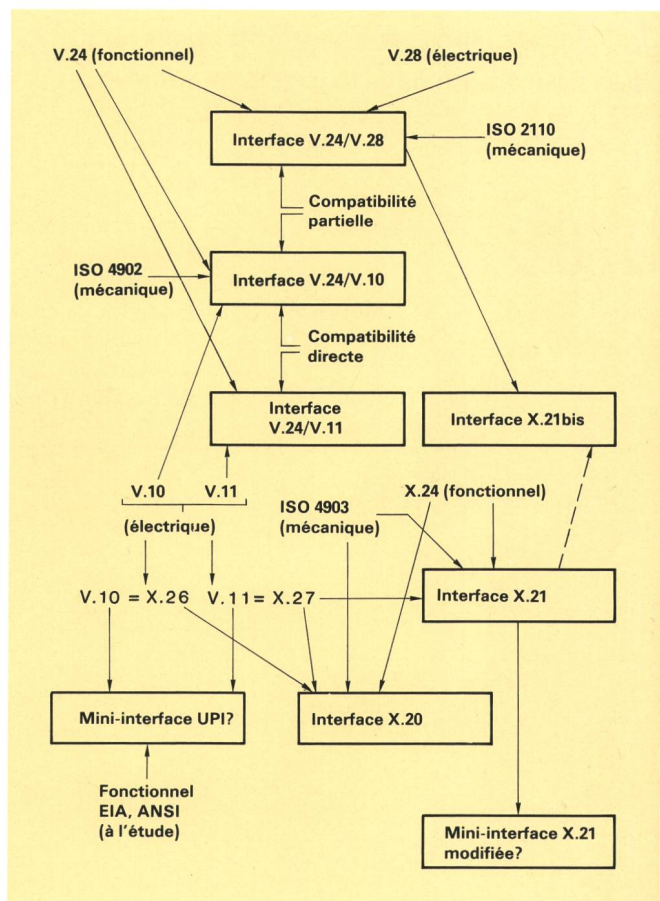 V.24 (fonctionnel)
V.28 (électrique)
Interface V.24/V.28
ISO 2110
(mécanique)
Compatibilité
partielle
ISO 4902
(mécanique)
Interface V.24/V.10
Compatibilité
directe
Interface
V.24/V.11
Interface X.21bis
V.10
V.11
(électrique)
ISO 4903
(mécanique)
X.24 (fonctionnel)
V.10 = X.26
V.11 = X.27
Interface X.21
Mini-interface UPI?
Interface X.20
Fonctionnel
EIA, ANSI
(à l'étude)
Mini-interface X.21
modifiée?